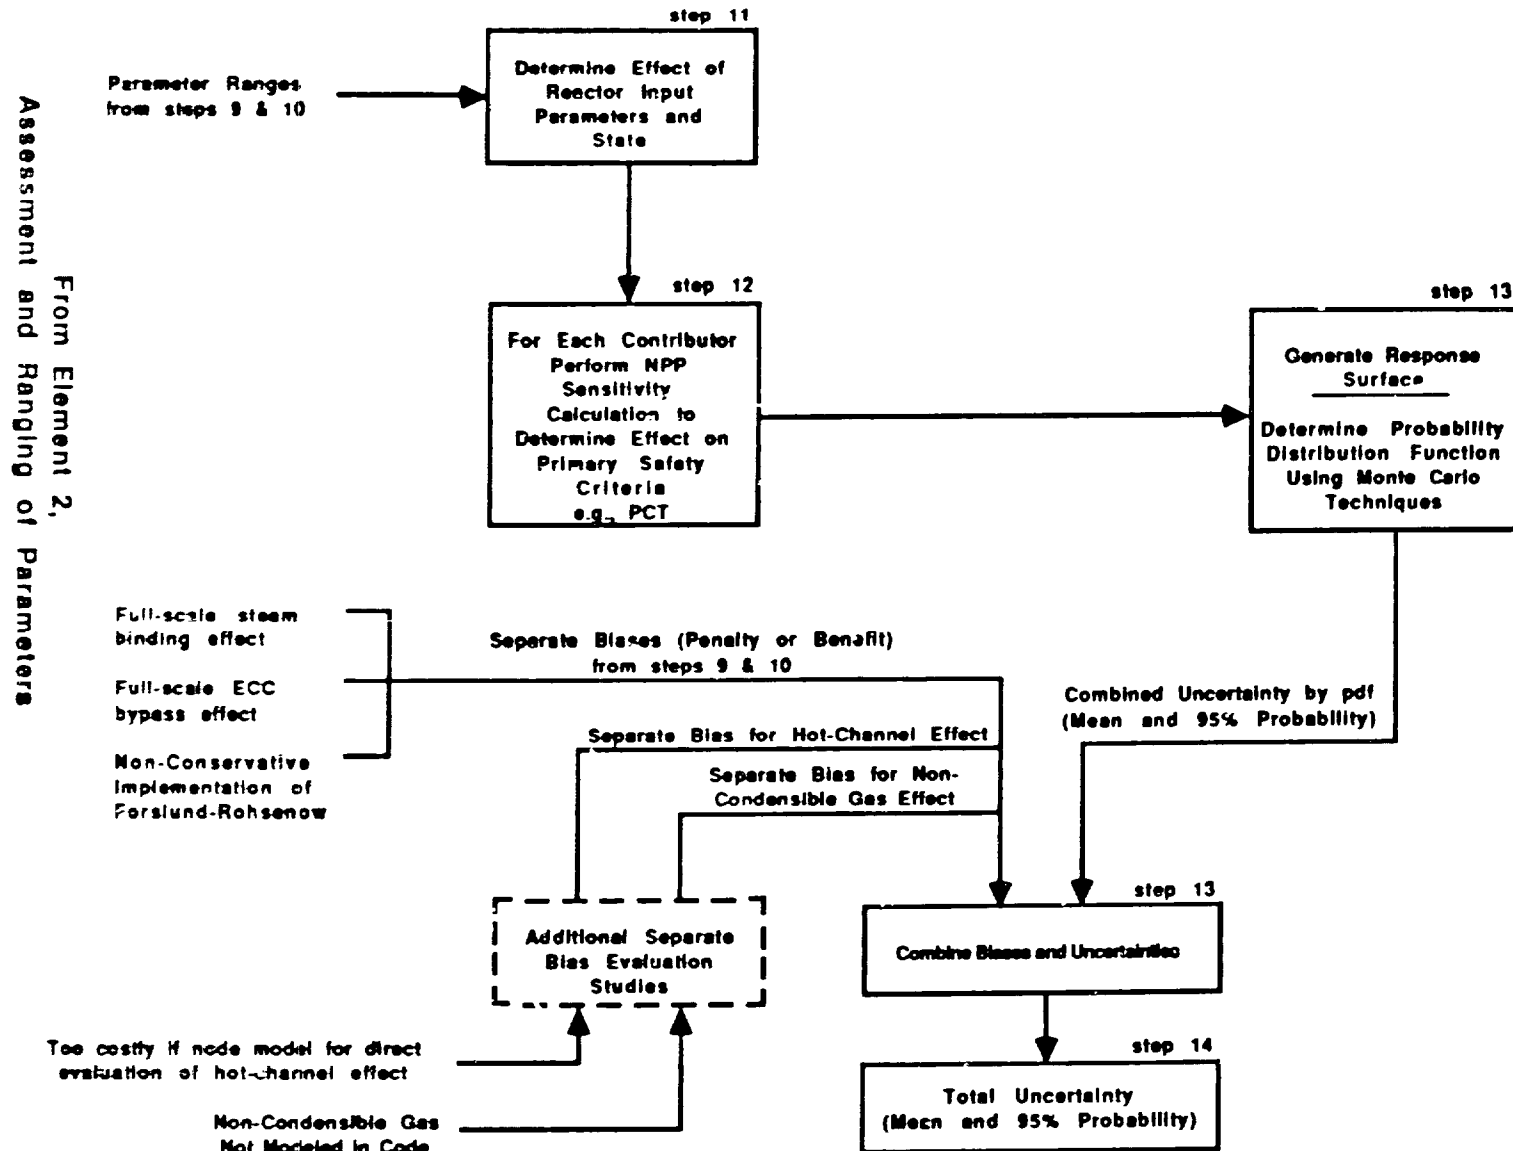 From Element 2,
Assessment and Ranging of Parameters
step 11
Parameter Ranges
from steps 9 & 10
Determine Effect of
Reactor Input
Parameters and
State
step 12
For Each Contributor
Perform NPP
Sensitivity
Calculation to
Determine Effect on
Primary Safety
Criteria
e.g., PCT
step 13
Generate Response
Surface
Determine Probability
Distribution Function
Using Monte Carlo
Techniques
Full-scale steam
binding effect
Full-scale ECC
bypass effect
Non-Conservative
Implementation of
Forslund-Rohsenow
Separate Biases (Penalty or Benefit)
from steps 9 & 10
Separate Bias for Hot-Channel Effect
Separate Bias for Non-
Condensible Gas Effect
Combined Uncertainty by pdf
(Mean and 95% Probability)
Additional Separate
Bias Evaluation
Studies
step 13
Combine Biases and Uncertainties
Too costly if node model for direct
evaluation of hot-channel effect
Non-Condensible Gas
Not Modeled in Code
step 14
Total Uncertainty
(Mean and 95% Probability)